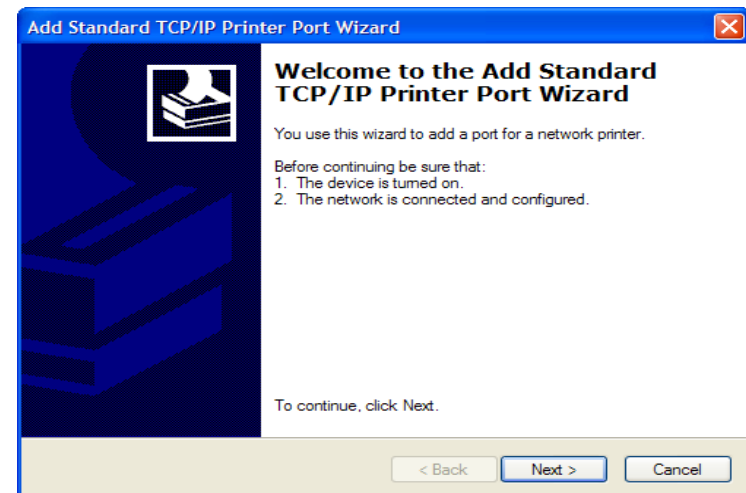 Add Standard TCP/IP Printer Port Wizard
Welcome to the Add Standard
TCP/IP Printer Port Wizard
You use this wizard to add a port for a network printer.
Before continuing be sure that:
1. The device is turned on.
2. The network is connected and configured.
To continue, click Next.
< Back Next > Cancel